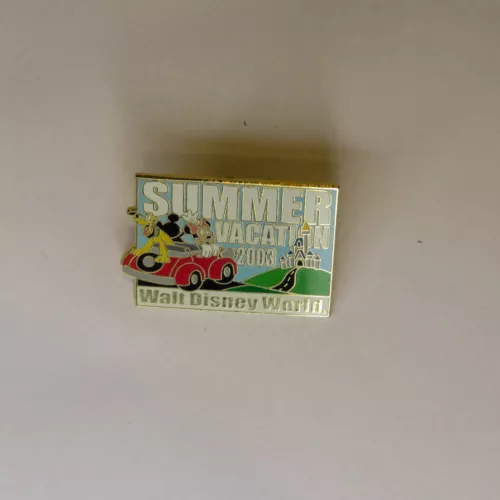 SUMMER
VACATION
2003
Walt Disney World.